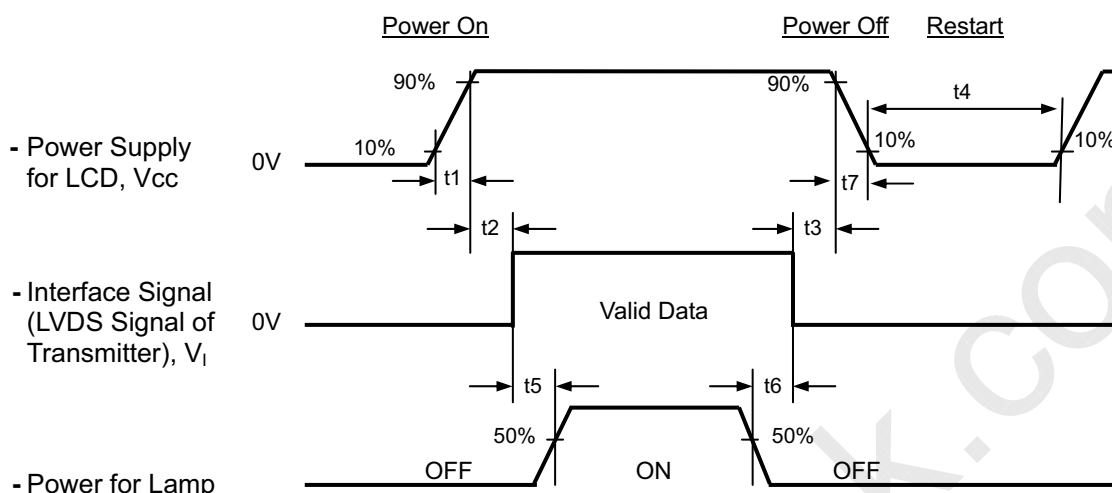 Power On
Power Off Restart
90% 90% t4
- Power Supply
for LCD, Vcc
0V 10% 10% 10%
t1 t7
t2 t3
- Interface Signal
(LVDS Signal of
Transmitter), VI
0V Valid Data
t5 t6
50% 50%
- Power for Lamp
OFF ON OFF
k.com